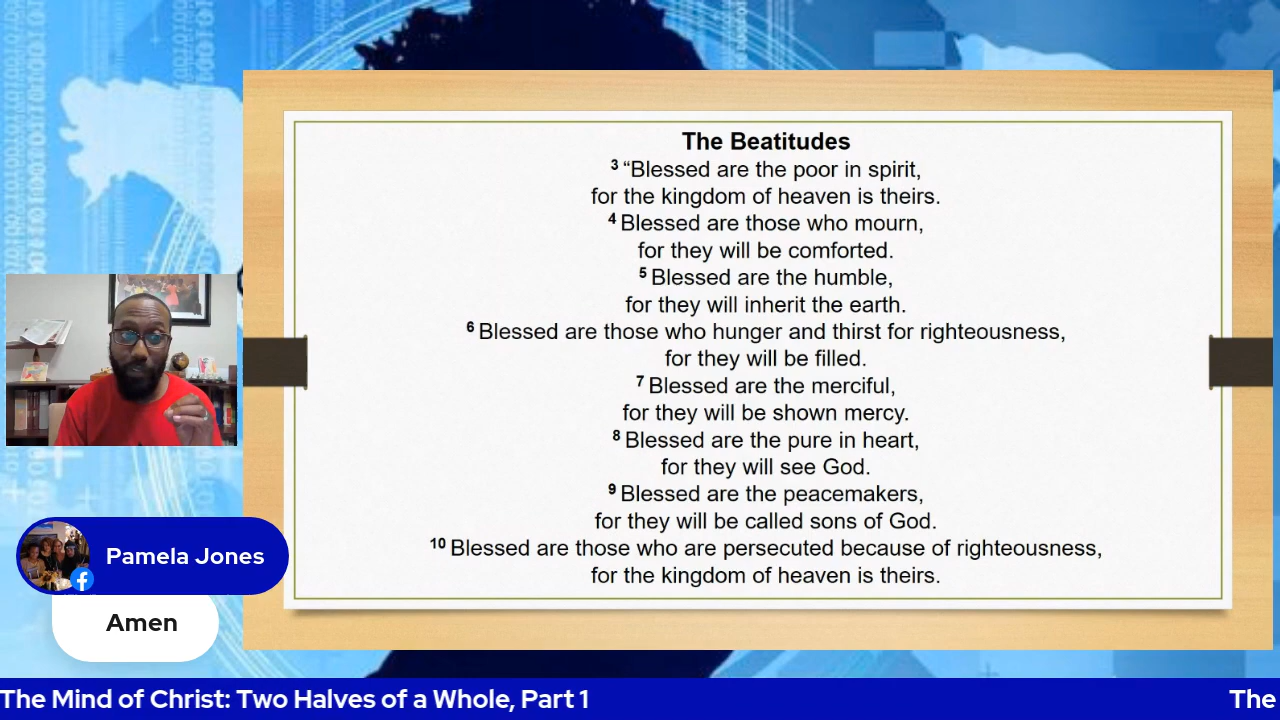 The Beatitudes
3 “Blessed are the poor in spirit,
for the kingdom of heaven is theirs.
4 Blessed are those who mourn,
for they will be comforted.
5 Blessed are the humble,
for they will inherit the earth.
6 Blessed are those who hunger and thirst for righteousness,
for they will be filled.
7 Blessed are the merciful,
for they will be shown mercy.
8 Blessed are the pure in heart,
for they will see God.
9 Blessed are the peacemakers,
for they will be called sons of God.
10 Blessed are those who are persecuted because of righteousness,
for the kingdom of heaven is theirs.
Pamela Jones
Amen
The Mind of Christ: Two Halves of a Whole, Part 1 The